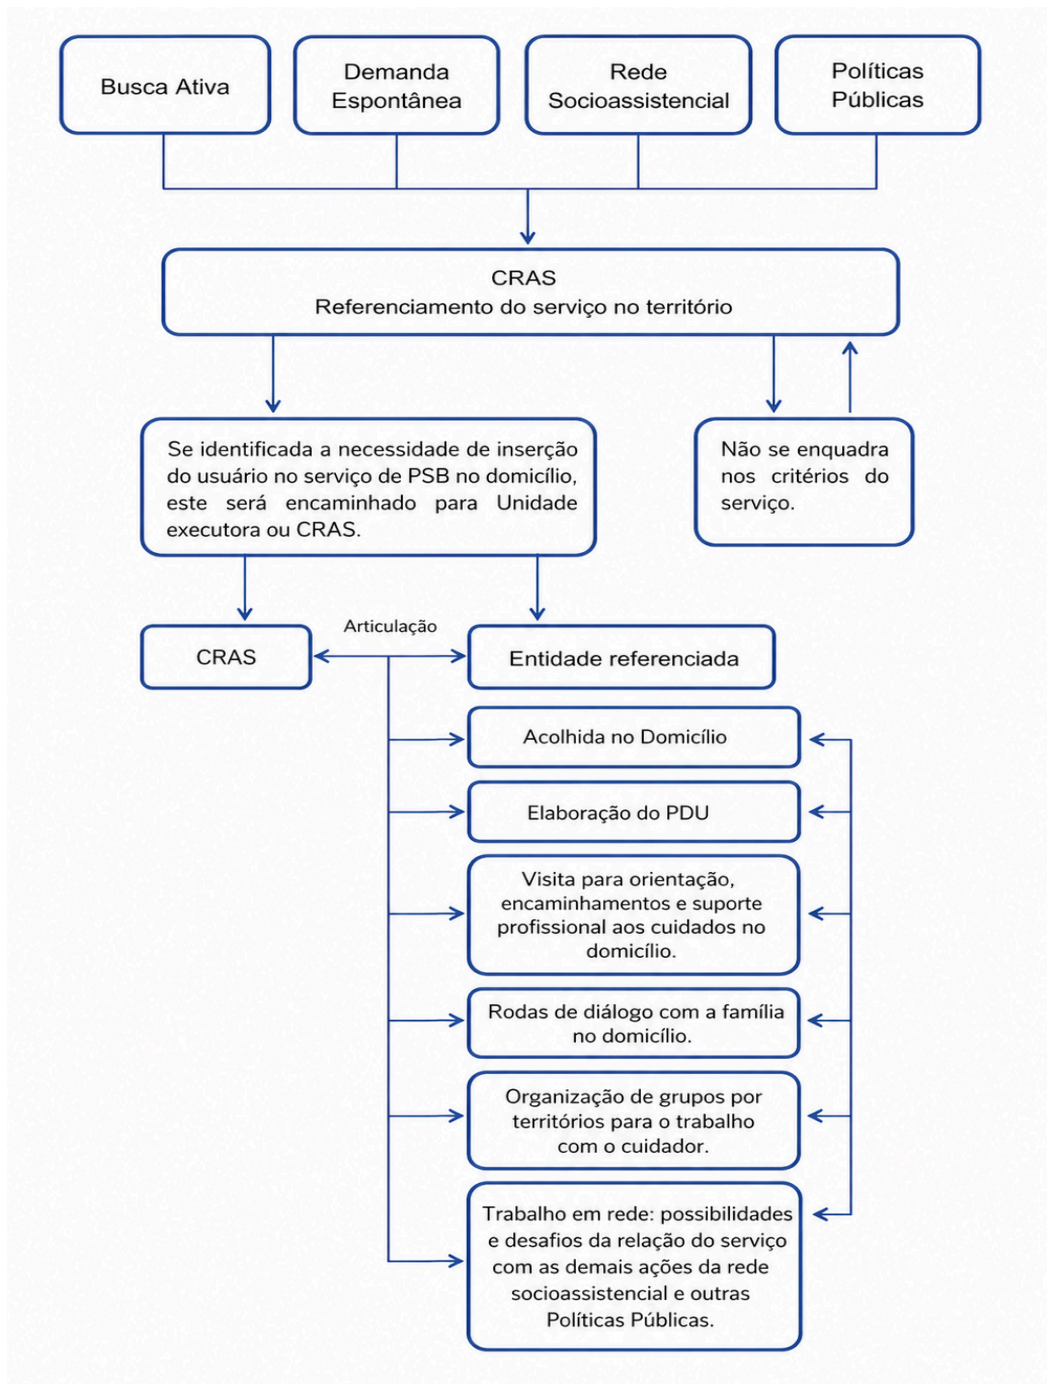 Busca Ativa
Demanda
Espontânea
Rede
Socioassistencial
Políticas
Públicas
CRAS
Referenciamento do serviço no território
Se identificada a necessidade de inserção
do usuário no serviço de PSB no domicílio,
este será encaminhado para Unidade
executora ou CRAS.
Não se enquadra
nos critérios do
serviço.
Articulação
CRAS
Entidade referenciada
Acolhida no Domicílio
Elaboração do PDU
Visita para orientação,
encaminhamentos e suporte
profissional aos cuidados no
domicílio.
Rodas de diálogo com a família
no domicílio.
Organização de grupos por
territórios para o trabalho
com o cuidador.
Trabalho em rede: possibilidades
e desafios da relação do serviço
com as demais ações da rede
socioassistencial e outras
Políticas Públicas.